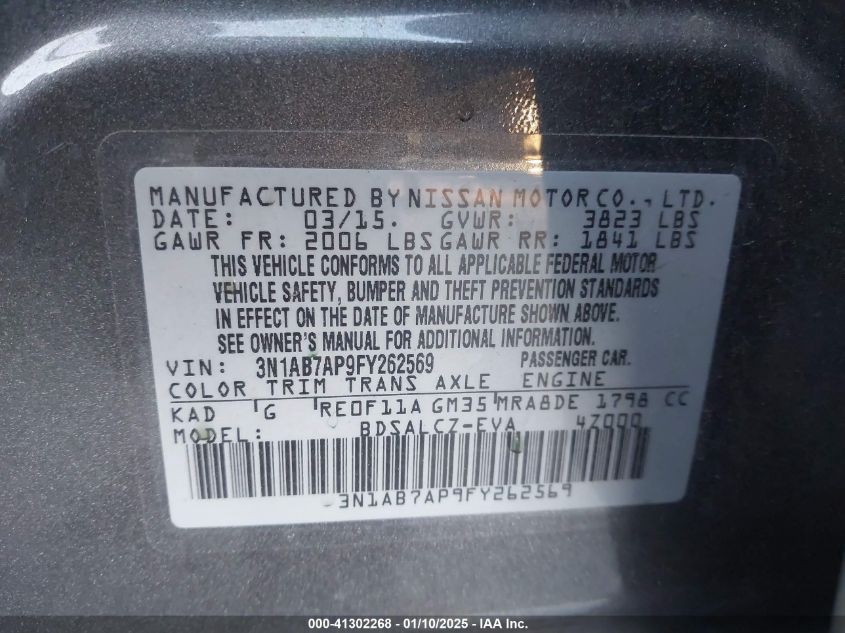 MANUFACTURED BY NISSAN MOTOR CO., LTD.
DATE: 03/15. GVWR: 3823 LBS
GAWR FR: 2006 LBS GAWR RR: 1841 LBS
THIS VEHICLE CONFORMS TO ALL APPLICABLE FEDERAL MOTOR
VEHICLE SAFETY, BUMPER AND THEFT PREVENTION STANDARDS
IN EFFECT ON THE DATE OF MANUFACTURE SHOWN ABOVE.
SEE OWNER'S MANUAL FOR ADDITIONAL INFORMATION.
VIN: 3N1AB7AP9FY262569 PASSENGER CAR.
COLOR TRIM TRANS AXLE ENGINE
KAD G RE0F11A GM35 MRA8DE 1798 CC
MODEL: BDSALCZ-EVA 4Z000
3N1AB7AP9FY262569
000-41302268 - 01/10/2025 - IAA Inc.